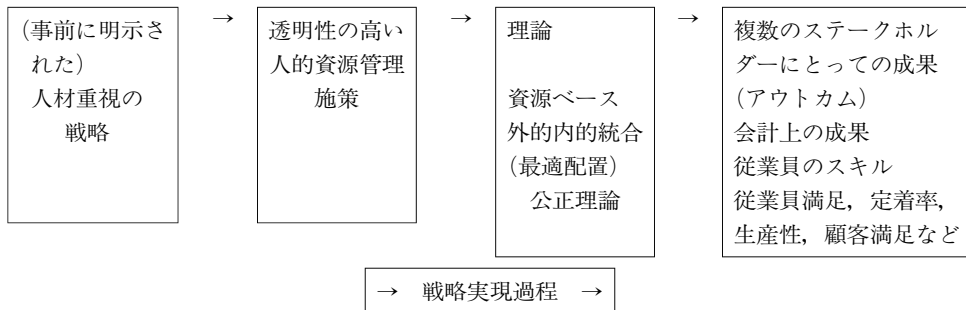 (事前に明示さ
れた)
人材重視の
戦略
→
透明性の高い
人的資源管理
施策
→
理論
資源ベース
外的内的統合
(最適配置)
公正理論
→
複数のステークホル
ダーにとっての成果
(アウトカム)
会計上の成果
従業員のスキル
従業員満足，定着率，
生産性，顧客満足など
→ 戦略実現過程 →